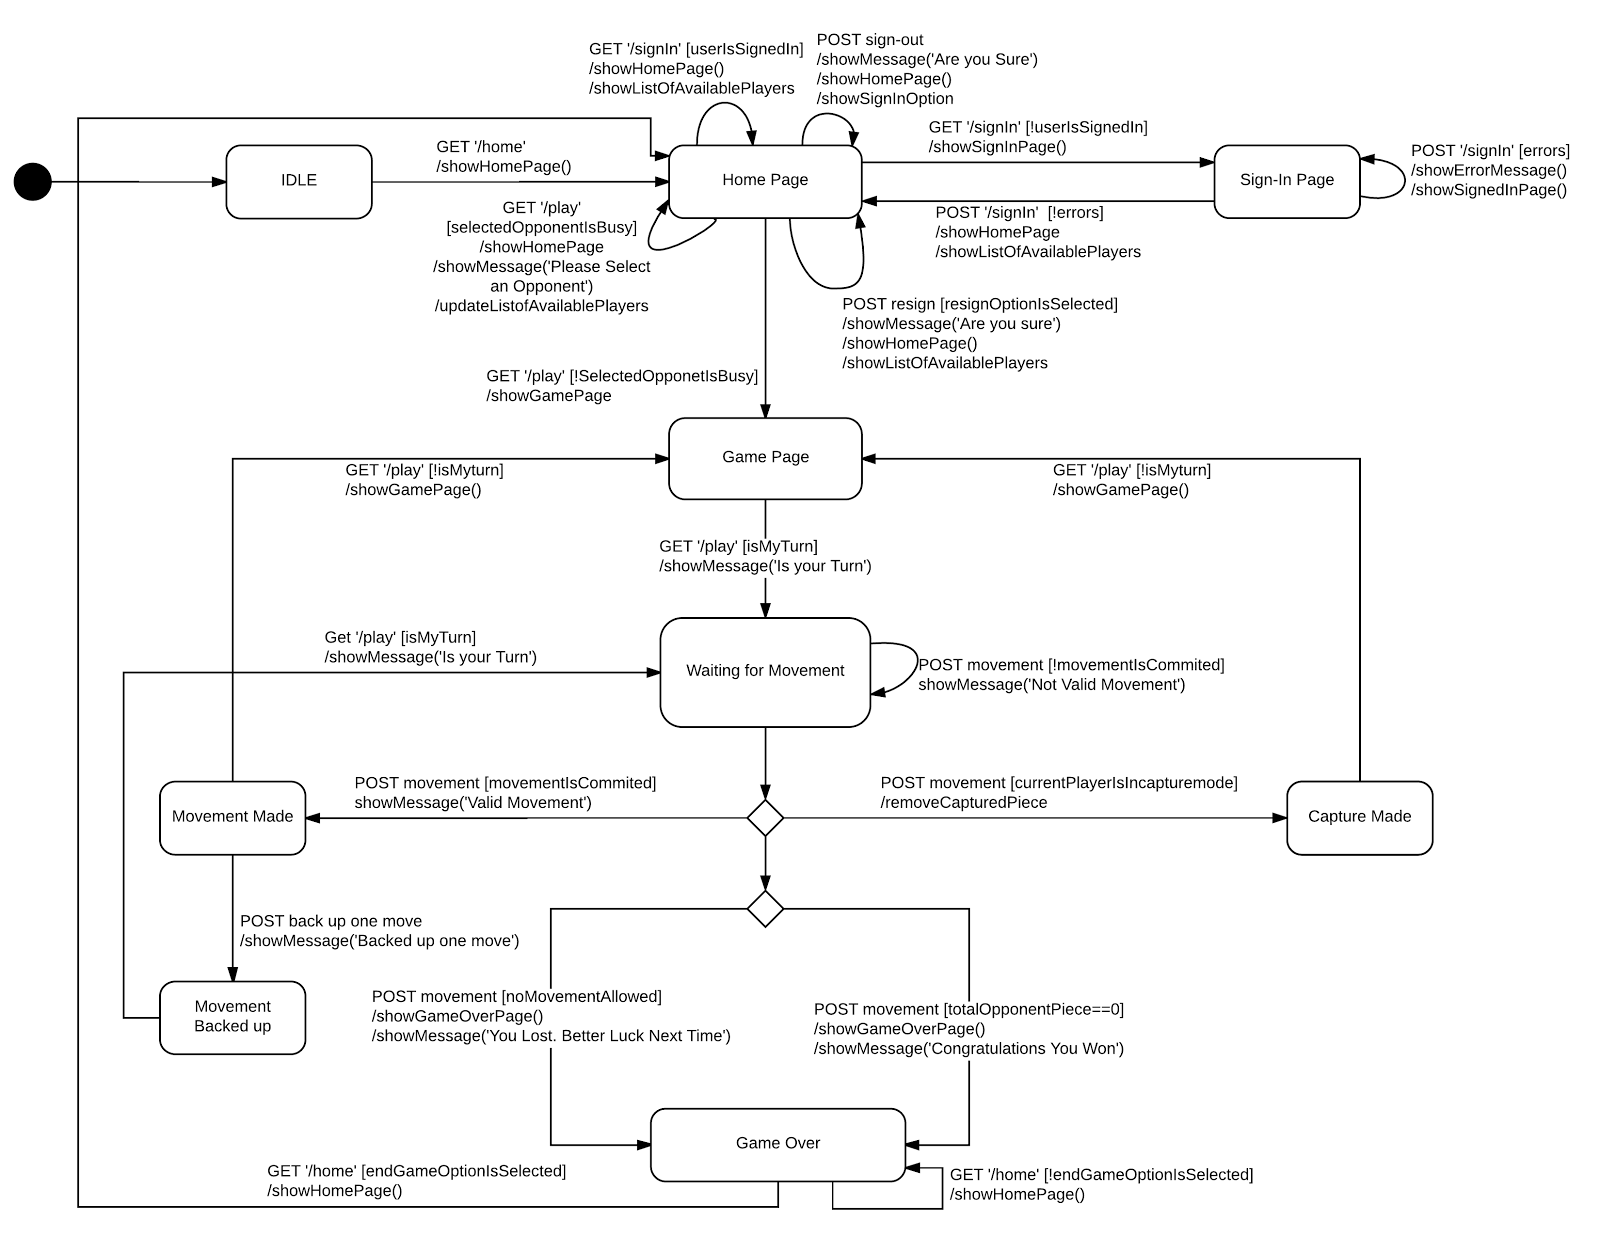 GET '/signIn' [userIsSignedIn]
/showHomePage()
/showListOfAvailablePlayers
POST sign-out
/showMessage('Are you Sure')
/showHomePage()
/showSignInOption
GET '/home'
/showHomePage()
GET '/signIn' [!userIsSignedIn]
/showSignInPage()
POST '/signIn' [errors]
/showErrorMessage()
/showSignedInPage()
IDLE
Home Page
Sign-In Page
GET '/play'
[selectedOpponentIsBusy]
/showHomePage
/showMessage('Please Select
an Opponent')
/updateListofAvailablePlayers
POST '/signIn'  [!errors]
/showHomePage
/showListOfAvailablePlayers
POST resign [resignOptionIsSelected]
/showMessage('Are you sure')
/showHomePage()
/showListOfAvailablePlayers
GET '/play' [!SelectedOpponetIsBusy]
/showGamePage
Game Page
GET '/play' [!isMyturn]
/showGamePage()
GET '/play' [!isMyturn]
/showGamePage()
GET '/play' [isMyTurn]
/showMessage('Is your Turn')
Get '/play' [isMyTurn]
/showMessage('Is your Turn')
Waiting for Movement
POST movement [!movementIsCommited]
showMessage('Not Valid Movement')
POST movement [movementIsCommited]
showMessage('Valid Movement')
POST movement [currentPlayerIsIncapturemode]
/removeCapturedPiece
Movement Made
Capture Made
POST back up one move
/showMessage('Backed up one move')
Movement
Backed up
POST movement [noMovementAllowed]
/showGameOverPage()
/showMessage('You Lost. Better Luck Next Time')
POST movement [totalOpponentPiece==0]
/showGameOverPage()
/showMessage('Congratulations You Won')
Game Over
GET '/home' [endGameOptionIsSelected]
/showHomePage()
GET '/home' [!endGameOptionIsSelected]
/showHomePage()